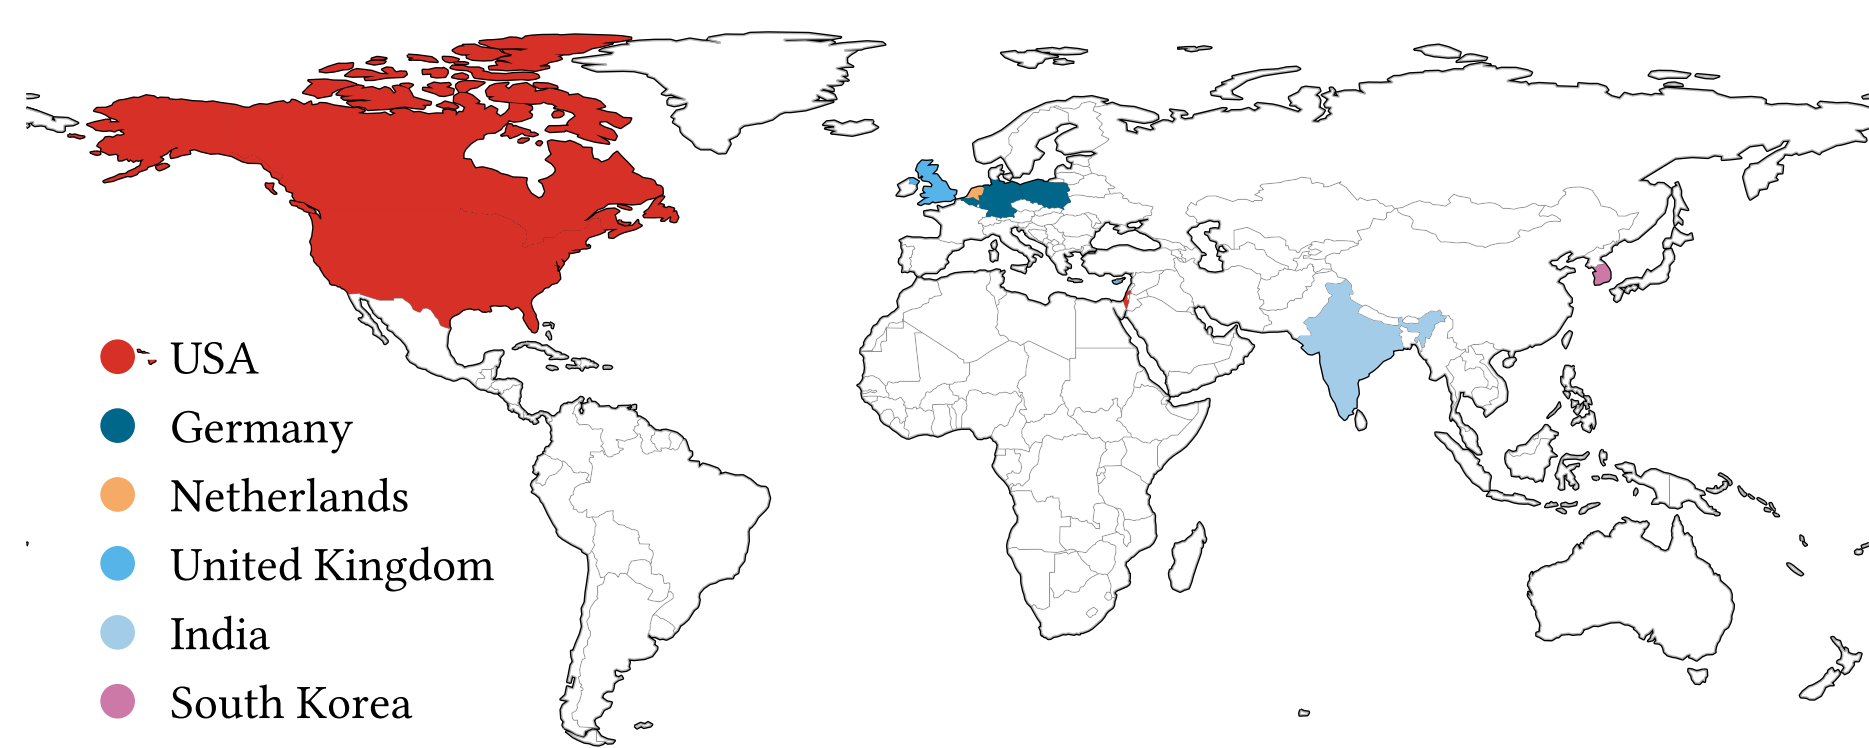 USA
Germany
Netherlands
United Kingdom
India
South Korea